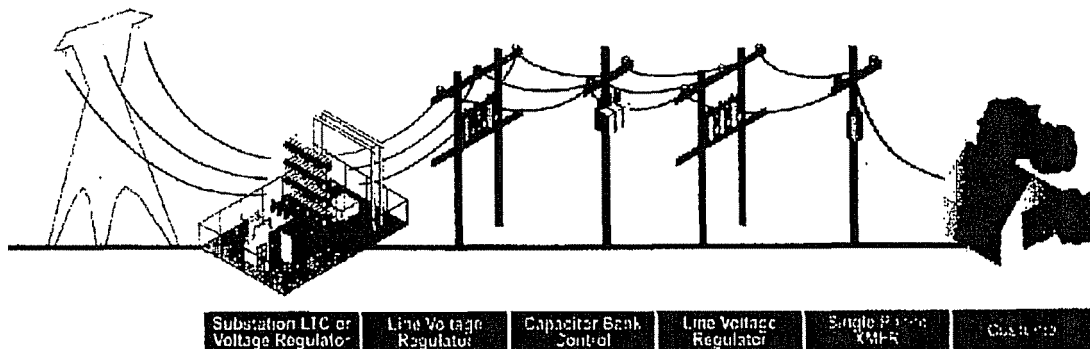 Substation LTC or
Voltage Regulator
Line Voltage
Regulator
Capacitor Bank
Control
Line Voltage
Regulator
Single Phase
XMFR